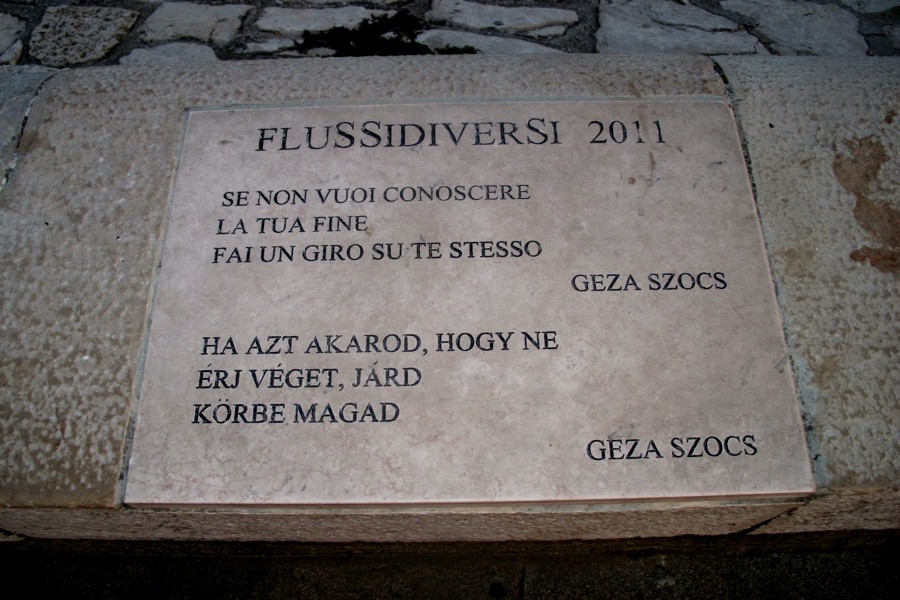 FLUSSIDIVERSI 2011
SE NON VUOI CONOSCERE
LA TUA FINE
FAI UN GIRO SU TE STESSO
GEZA SZOCS
HA AZT AKAROD, HOGY NE
ÉRJ VÉGET, JÁRD
KÖRBE MAGAD
GÉZA SZOCS